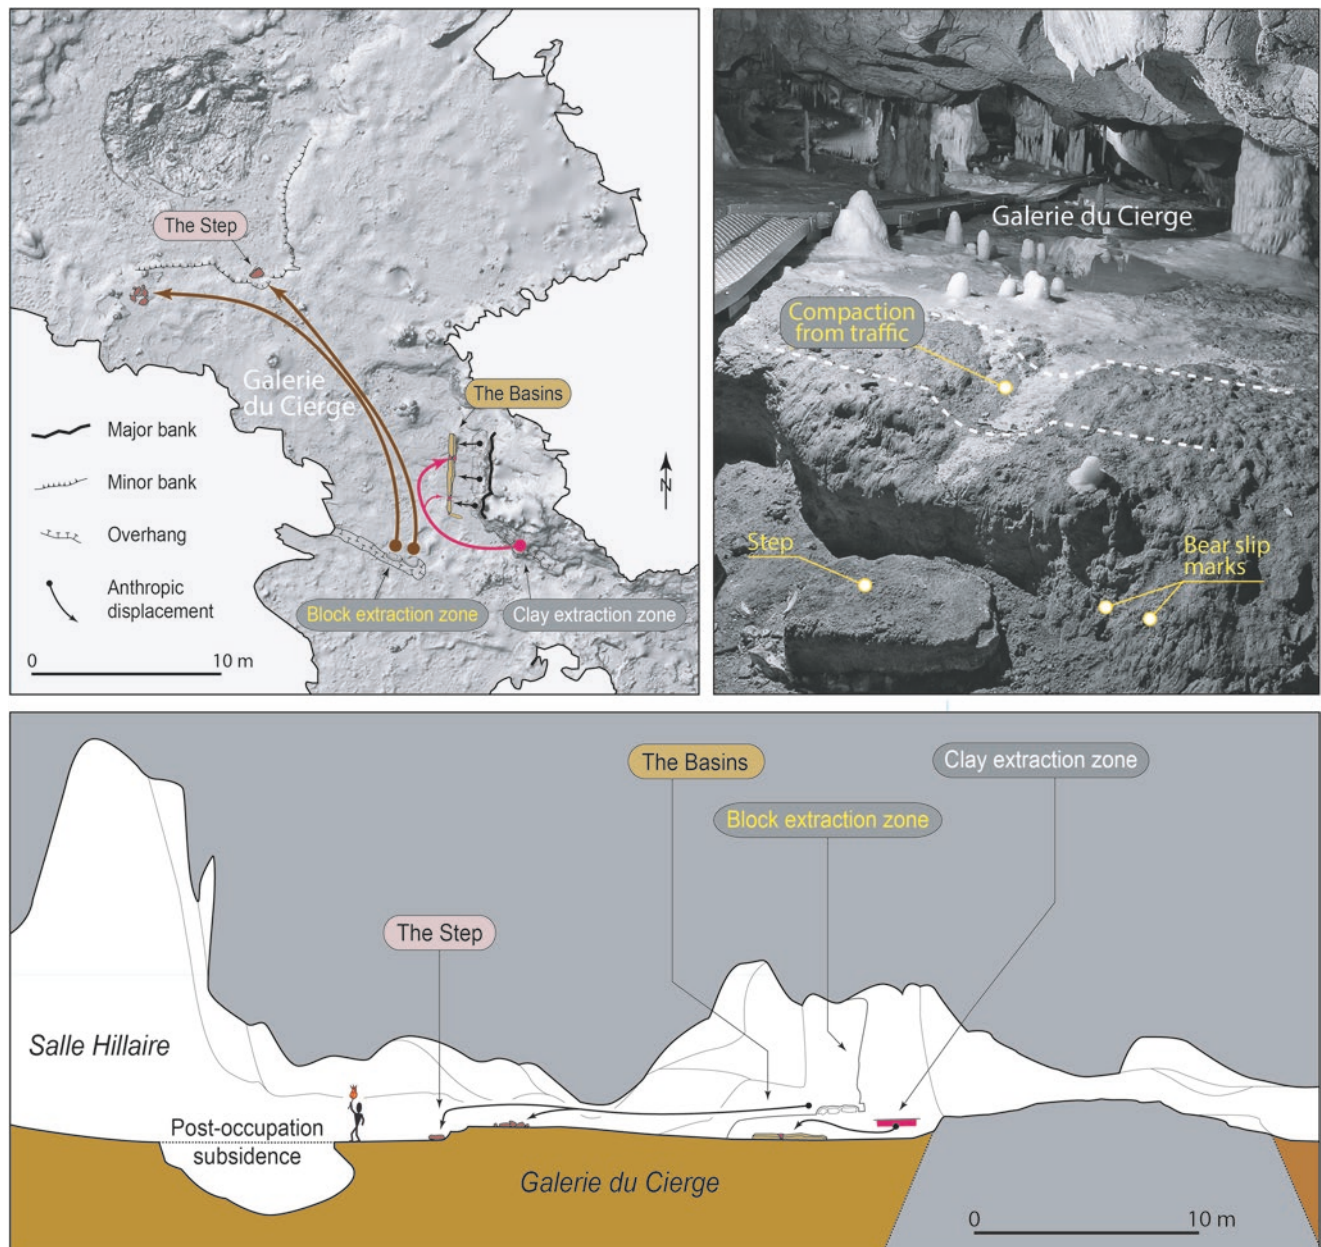 The Step
Galerie
du Cierge
The Basins
Major bank
Minor bank
Overhang
Anthropic
displacement
N
Block extraction zone
Clay extraction zone
0 10 m
Galerie du Cierge
Compaction
from traffic
Step
Bear slip
marks
The Basins
Clay extraction zone
Block extraction zone
The Step
Salle Hillaire
Post-occupation
subsidence
Galerie du Cierge
0 10 m